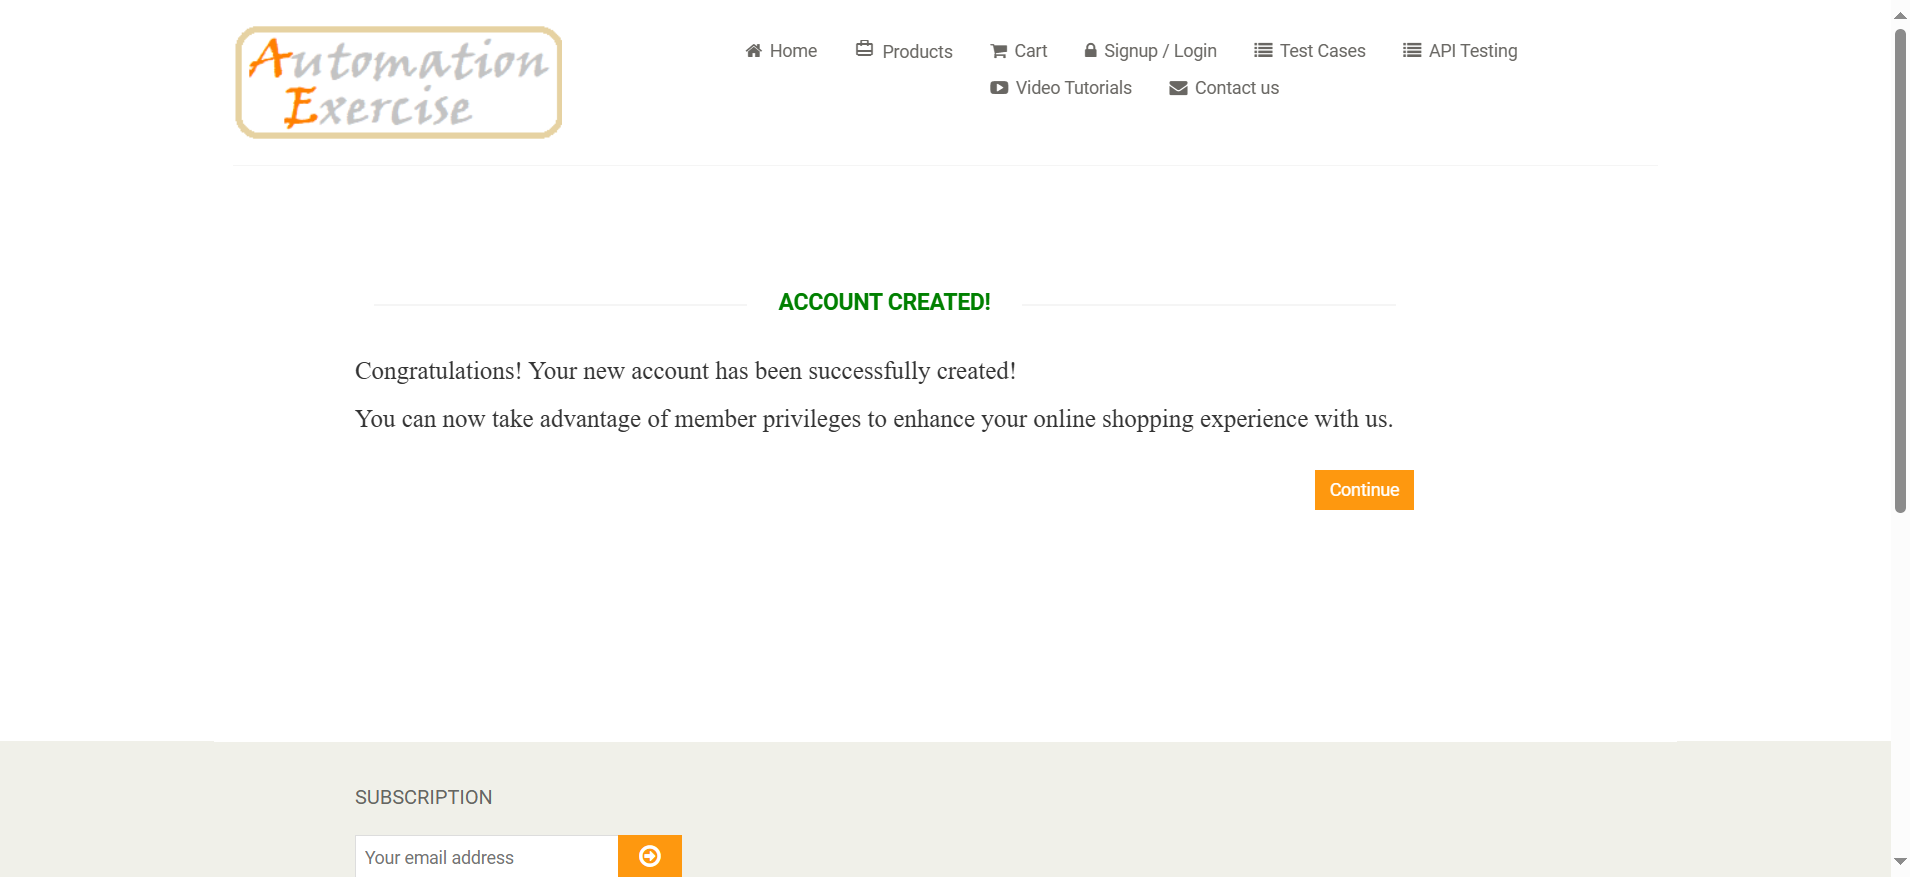 Automation
Exercise
Home Products Cart Signup / Login Test Cases API Testing
Video Tutorials Contact us
ACCOUNT CREATED!
Congratulations! Your new account has been successfully created!
You can now take advantage of member privileges to enhance your online shopping experience with us.
Continue
SUBSCRIPTION
Your email address